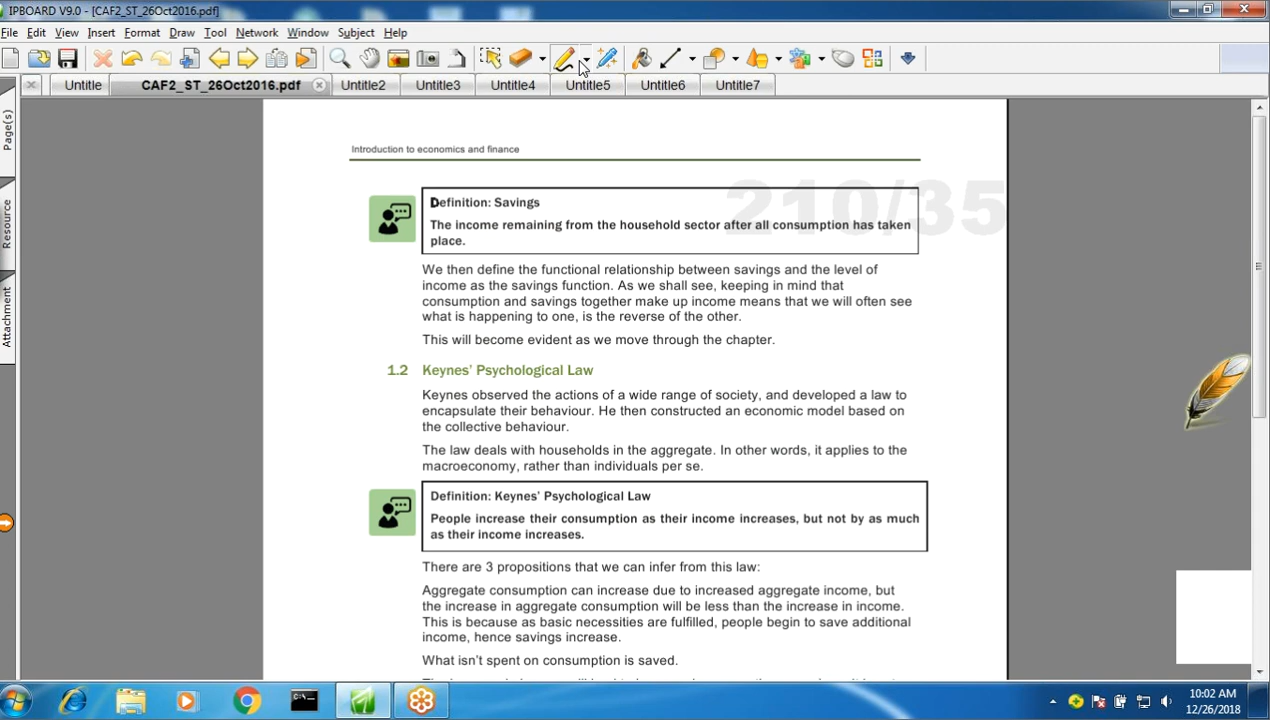 IPBOARD V9.0 - [CAF2_ST_26Oct2016.pdf]
File Edit View Insert Format Draw Tool Network Window Subject Help
Untitle CAF2_ST_26Oct2016.pdf Untitle2 Untitle3 Untitle4 Untitle5 Untitle6 Untitle7
Page(s)
Resource
Attachment
Introduction to economics and finance
210/35
Definition: Savings
The income remaining from the household sector after all consumption has taken
place.
We then define the functional relationship between savings and the level of
income as the savings function. As we shall see, keeping in mind that
consumption and savings together make up income means that we will often see
what is happening to one, is the reverse of the other.
This will become evident as we move through the chapter.
1.2 Keynes' Psychological Law
Keynes observed the actions of a wide range of society, and developed a law to
encapsulate their behaviour. He then constructed an economic model based on
the collective behaviour.
The law deals with households in the aggregate. In other words, it applies to the
macroeconomy, rather than individuals per se.
Definition: Keynes' Psychological Law
People increase their consumption as their income increases, but not by as much
as their income increases.
There are 3 propositions that we can infer from this law:
Aggregate consumption can increase due to increased aggregate income, but
the increase in aggregate consumption will be less than the increase in income.
This is because as basic necessities are fulfilled, people begin to save additional
income, hence savings increase.
What isn't spent on consumption is saved.
10:02 AM
12/26/2018